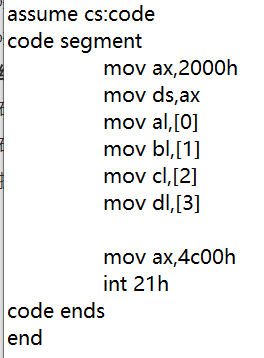 assume cs:code
code segment
mov ax,2000h
mov ds,ax
mov al,[0]
mov bl,[1]
mov cl,[2]
mov dl,[3]
mov ax,4c00h
int 21h
code ends
end